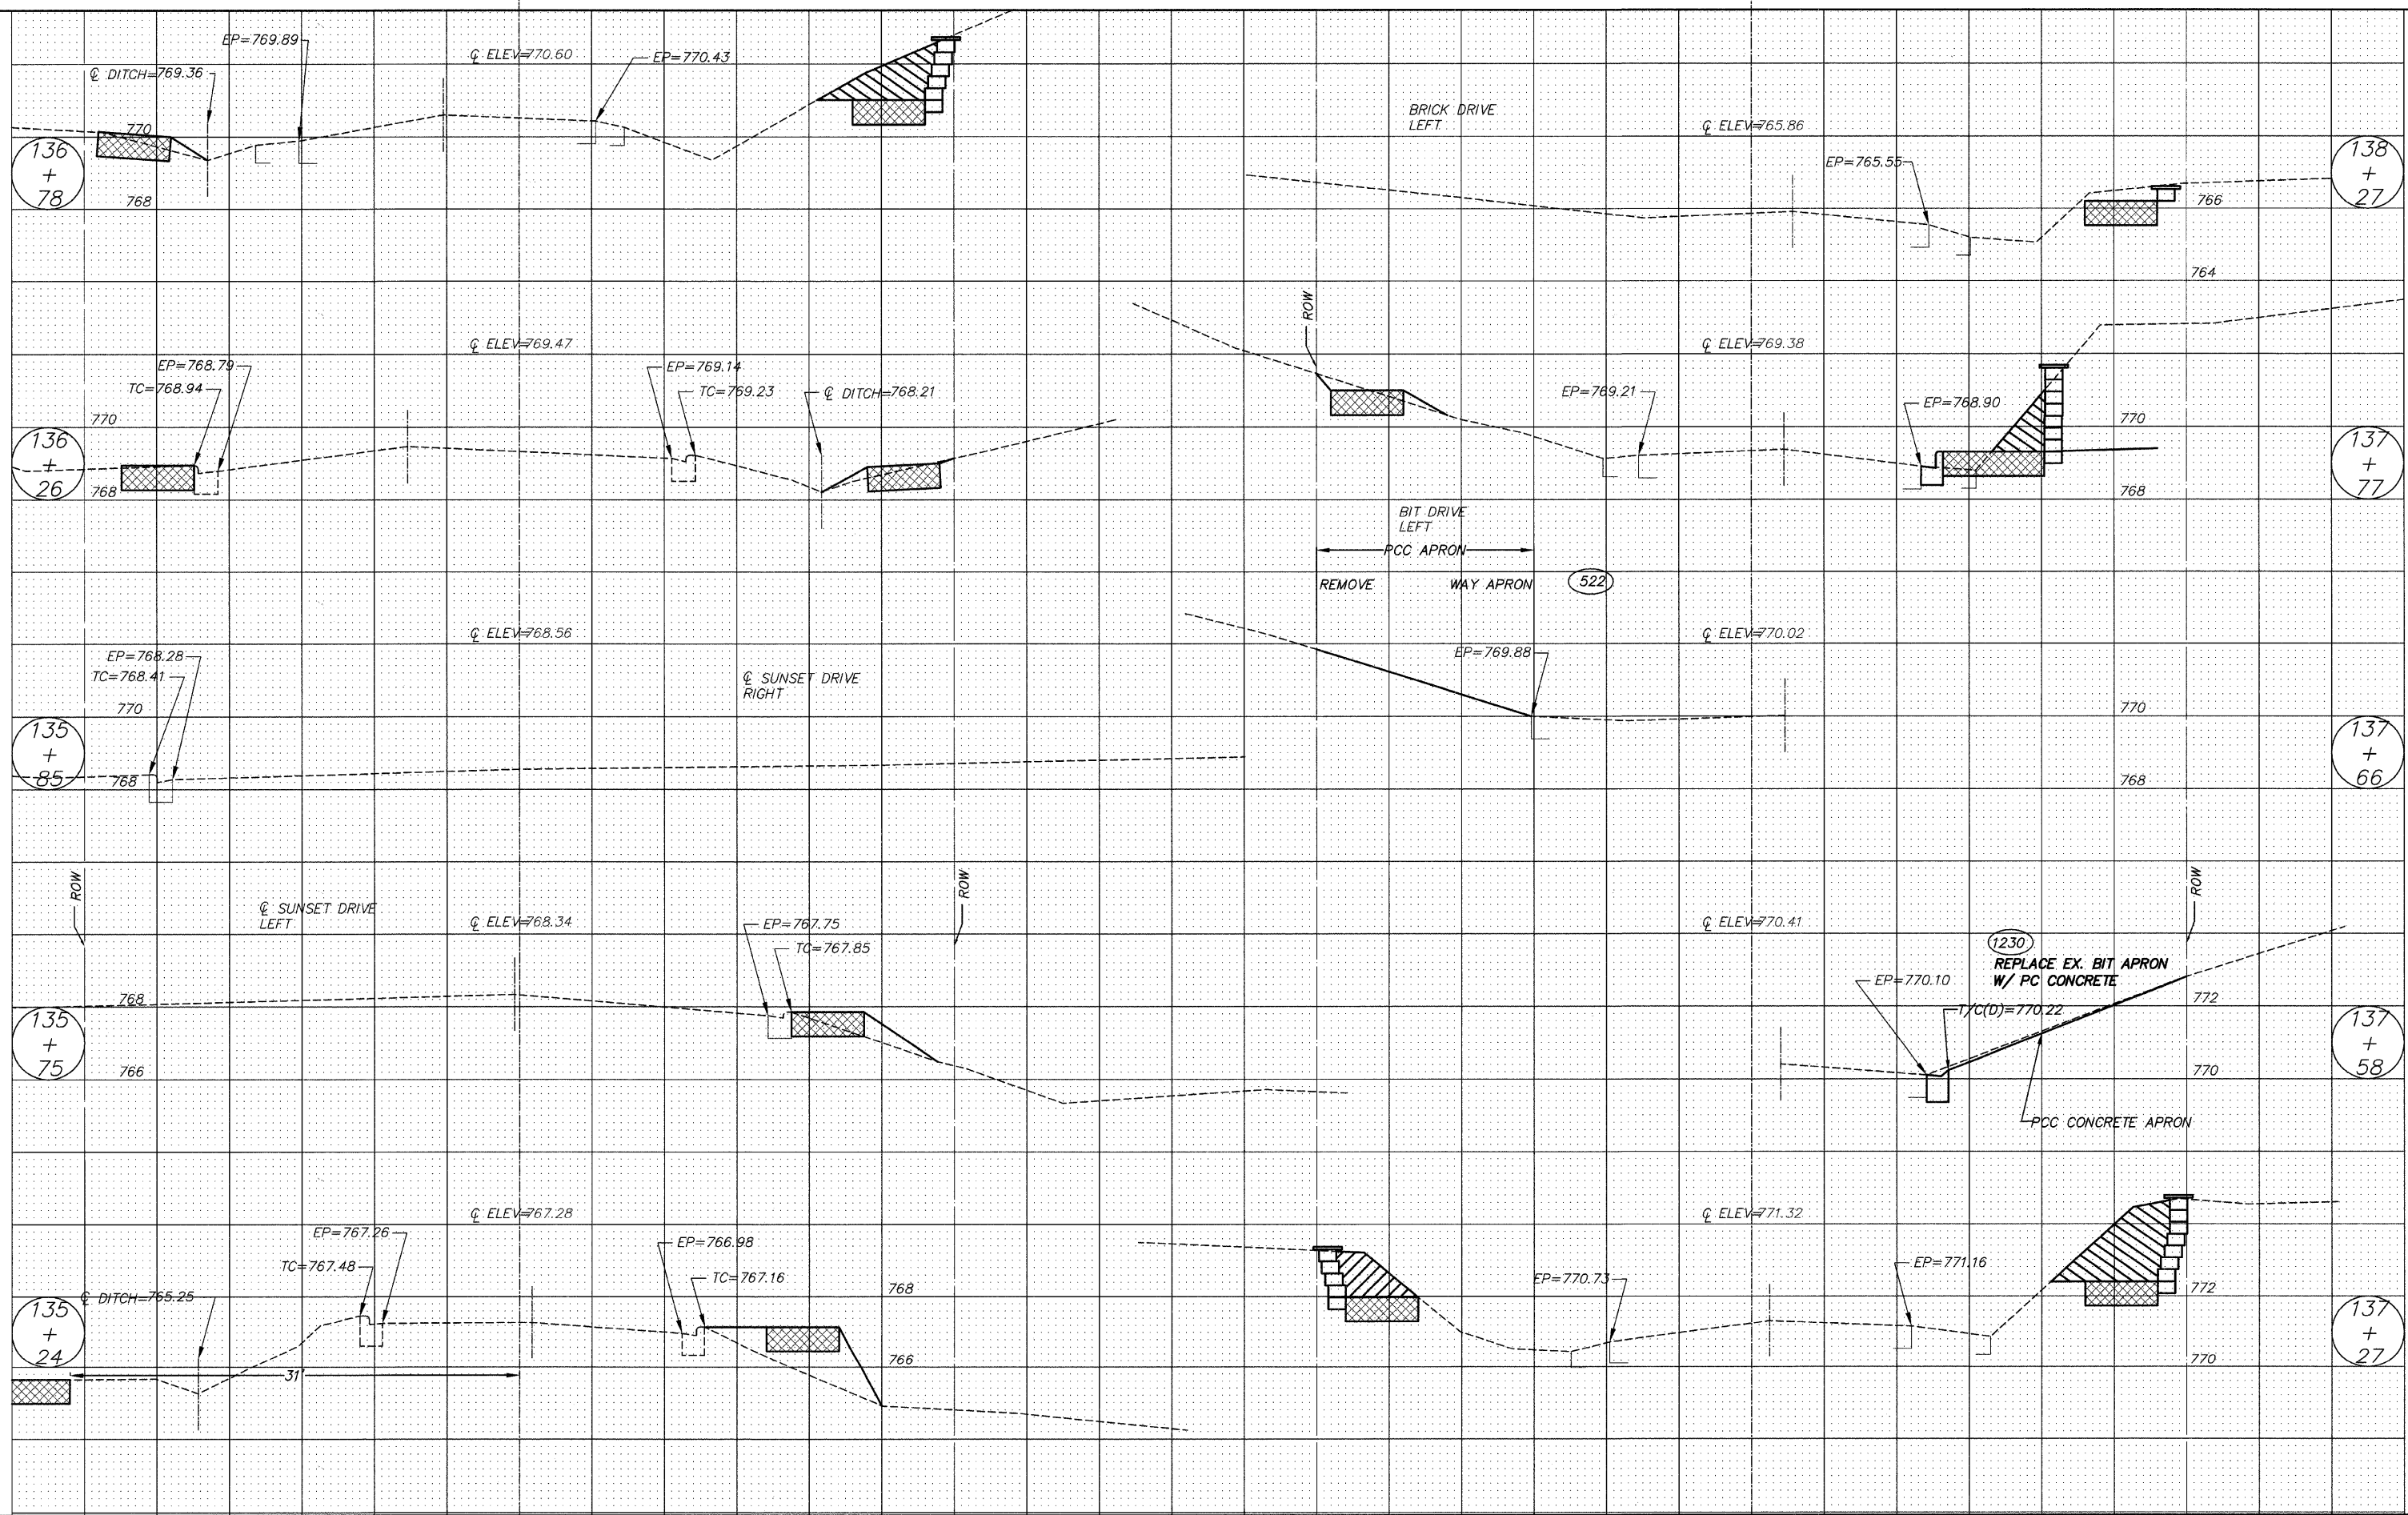 EP=769.89
℄ DITCH=769.36
℄ ELEV=770.60
EP=770.43
770
136
+
78
768
EP=768.79
TC=768.94
℄ ELEV=769.47
EP=769.14
TC=769.23
℄ DITCH=768.21
770
136
+
26
768
EP=768.28
TC=768.41
℄ ELEV=768.56
℄ SUNSET DRIVE
RIGHT
770
135
+
85
768
ROW
℄ SUNSET DRIVE
LEFT
℄ ELEV=768.34
EP=767.75
TC=767.85
ROW
768
135
+
75
766
℄ ELEV=767.28
EP=767.26
TC=767.48
℄ DITCH=765.25
EP=766.98
TC=767.16
768
135
+
24
766
31'
BRICK DRIVE
LEFT
℄ ELEV=765.86
EP=765.55
138
+
27
766
764
ROW
℄ ELEV=769.38
EP=769.21
EP=768.90
770
137
+
77
768
BIT DRIVE
LEFT
PCC APRON
REMOVE WAY APRON 522
℄ ELEV=770.02
EP=769.88
770
137
+
66
768
℄ ELEV=770.41
ROW
1230
REPLACE EX. BIT APRON
W/ PC CONCRETE
EP=770.10
T/C(D)=770.22
772
137
+
58
770
PCC CONCRETE APRON
℄ ELEV=771.32
EP=770.73
EP=771.16
772
137
+
27
770